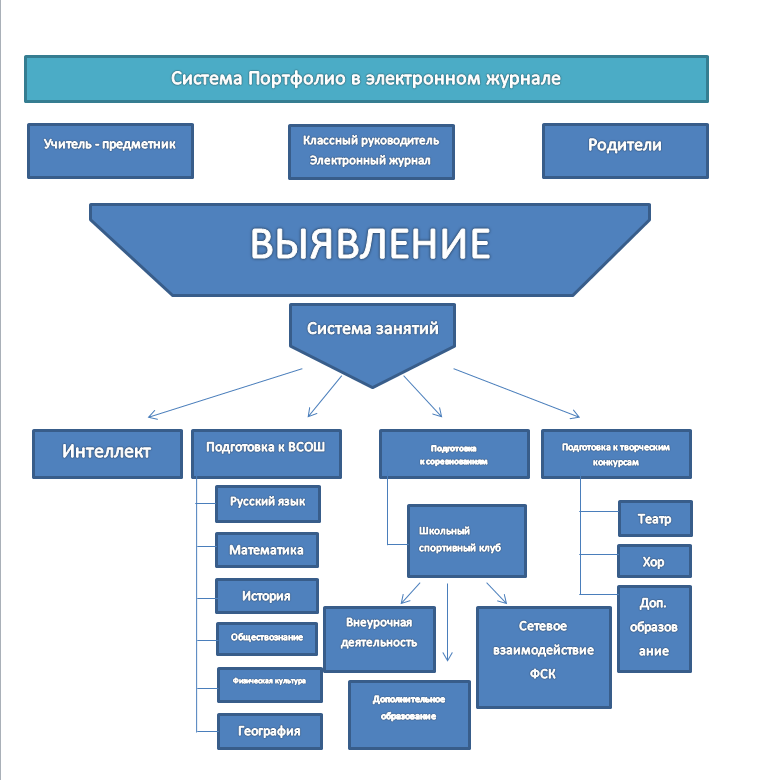 Система Портфолио в электронном журнале
Учитель - предметник
Классный руководитель
Электронный журнал
Родители
ВЫЯВЛЕНИЕ
Система занятий
Интеллект
Подготовка к ВСОШ
Подготовка
к соревнованиям
Подготовка к творческим
конкурсам
Русский язык
Математика
История
Обществознание
Физическая культура
География
Школьный
спортивный клуб
Внеурочная
деятельность
Дополнительное
образование
Сетевое
взаимодействие
ФСК
Театр
Хор
Доп.
образов
ание